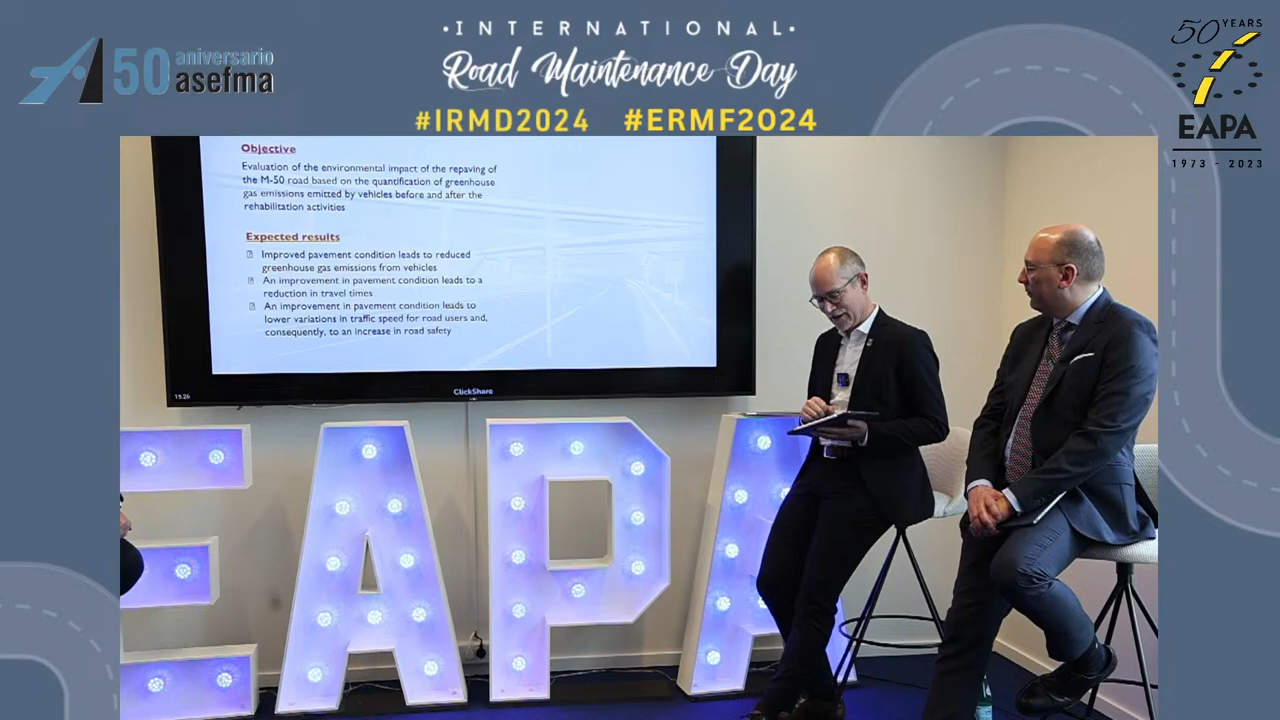 ·INTERNATIONAL·
Road Maintenance Day
#IRMD2024 #ERMF2024
50 aniversario
asefma
50 YEARS
EAPA
1973 - 2023
Objective
Evaluation of the environmental impact of the repaving of
the M-50 road based on the quantification of greenhouse
gas emissions emitted by vehicles before and after the
rehabilitation activities
Expected results
Improved pavement condition leads to reduced
greenhouse gas emissions from vehicles
An improvement in pavement condition leads to a
reduction in travel times
An improvement in pavement condition leads to
lower variations in traffic speed for road users and,
consequently, to an increase in road safety
15:26
ClickShare
EAPA